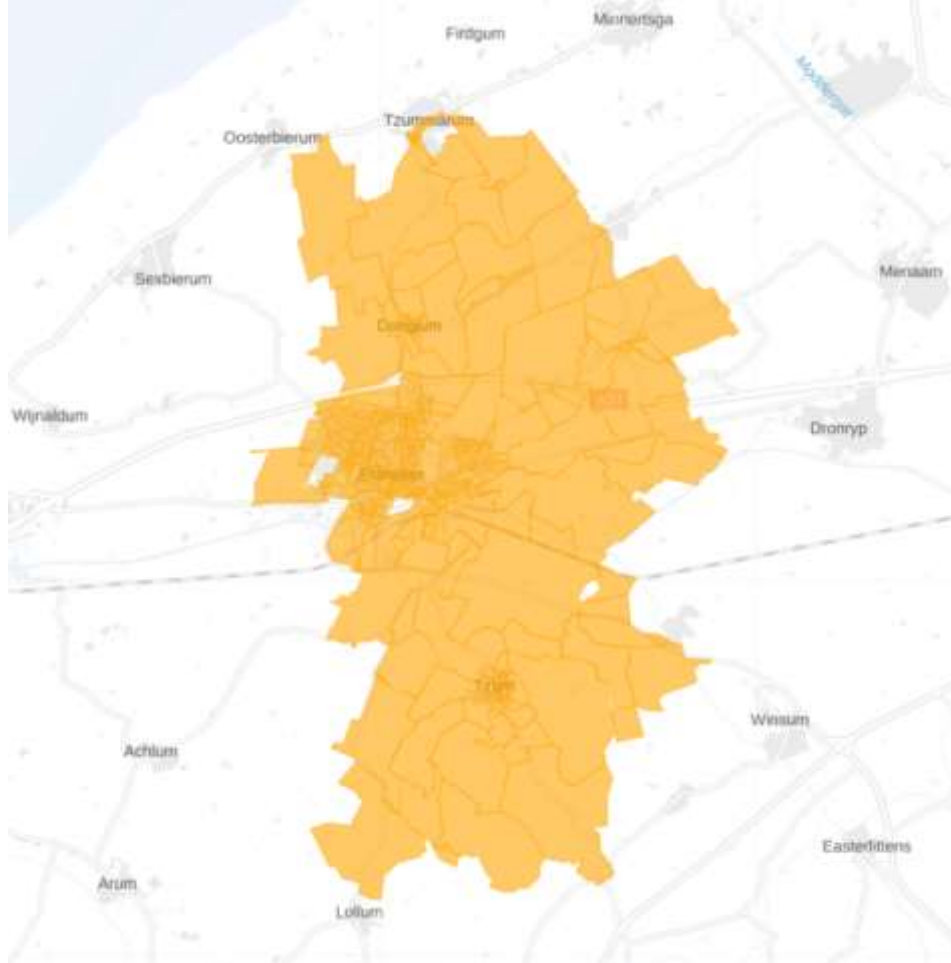 Minnertsga
Firdgum
Tzummarum
Oosterbierum
Sexbierum
Menaam
Dongjum
Wijnaldum
Dronryp
Franeker
Tzum
Winsum
Achlum
Easterlittens
Arum
Lollum